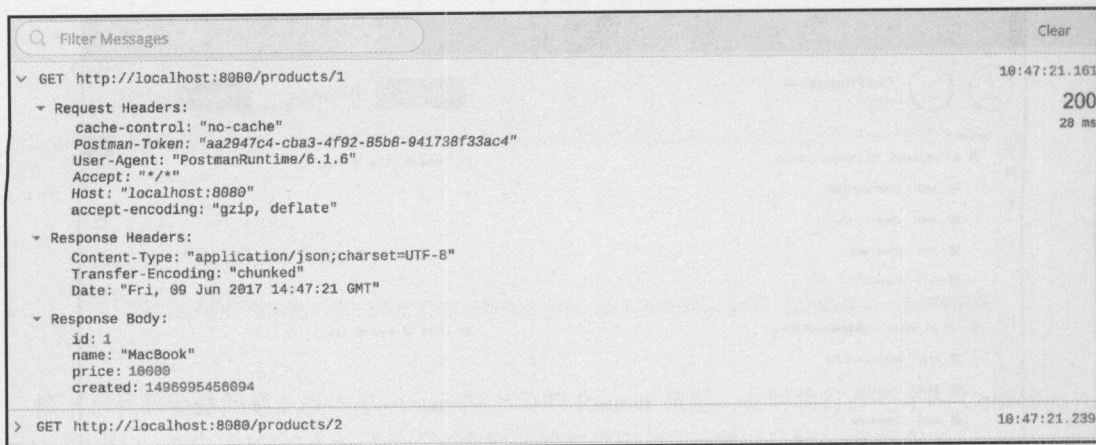 Filter Messages
Clear
GET http://localhost:8080/products/1
10:47:21.161
200
28 ms
Request Headers:
cache-control: "no-cache"
Postman-Token: "aa2947c4-cba3-4f92-85b8-941738f33ac4"
User-Agent: "PostmanRuntime/6.1.6"
Accept: "*/*"
Host: "localhost:8080"
accept-encoding: "gzip, deflate"
Response Headers:
Content-Type: "application/json;charset=UTF-8"
Transfer-Encoding: "chunked"
Date: "Fri, 09 Jun 2017 14:47:21 GMT"
Response Body:
id: 1
name: "MacBook"
price: 10000
created: 1496995456094
GET http://localhost:8080/products/2
10:47:21.239